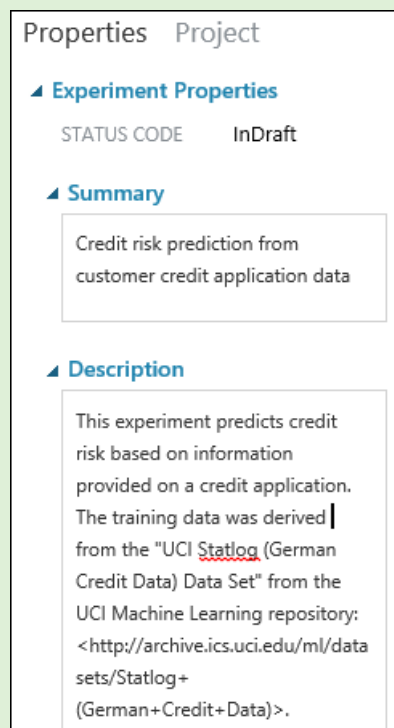 Properties Project
Experiment Properties
STATUS CODE InDraft
Summary
Credit risk prediction from
customer credit application data
Description
This experiment predicts credit
risk based on information
provided on a credit application.
The training data was derived
from the "UCI Statlog (German
Credit Data) Data Set" from the
UCI Machine Learning repository:
<http://archive.ics.uci.edu/ml/data
sets/Statlog+
(German+Credit+Data)>.